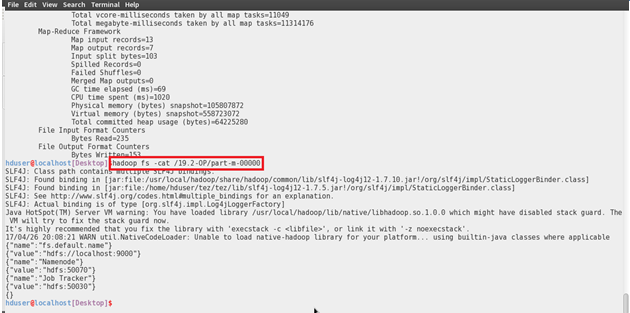 File Edit View Search Terminal Help
Total vcore-milliseconds taken by all map tasks=11049
Total megabyte-milliseconds taken by all map tasks=11314176
Map-Reduce Framework
Map input records=13
Map output records=7
Input split bytes=103
Spilled Records=0
Failed Shuffles=0
Merged Map outputs=0
GC time elapsed (ms)=69
CPU time spent (ms)=1020
Physical memory (bytes) snapshot=105807872
Virtual memory (bytes) snapshot=558723072
Total committed heap usage (bytes)=64225280
File Input Format Counters
Bytes Read=235
File Output Format Counters
Bytes Written=153
hduser@localhost[Desktop]hadoop fs -cat /19.2-OP/part-m-00000
SLF4J: Class path contains multiple SLF4J bindings.
SLF4J: Found binding in [jar:file:/usr/local/hadoop/share/hadoop/common/lib/slf4j-log4j12-1.7.10.jar!/org/slf4j/impl/StaticLoggerBinder.class]
SLF4J: Found binding in [jar:file:/home/hduser/tez/tez/lib/slf4j-log4j12-1.7.5.jar!/org/slf4j/impl/StaticLoggerBinder.class]
SLF4J: See http://www.slf4j.org/codes.html#multiple_bindings for an explanation.
SLF4J: Actual binding is of type [org.slf4j.impl.Log4jLoggerFactory]
Java HotSpot(TM) Server VM warning: You have loaded library /usr/local/hadoop/lib/native/libhadoop.so.1.0.0 which might have disabled stack guard. The
VM will try to fix the stack guard now.
It's highly recommended that you fix the library with 'execstack -c <libfile>', or link it with '-z noexecstack'.
17/04/26 20:08:21 WARN util.NativeCodeLoader: Unable to load native-hadoop library for your platform... using builtin-java classes where applicable
{"name":"fs.default.name"}
{"value":"hdfs://localhost:9000"}
{"name":"Namenode"}
{"value":"hdfs:50070"}
{"name":"Job Tracker"}
{"value":"hdfs:50030"}
{}
hduser@localhost[Desktop]$